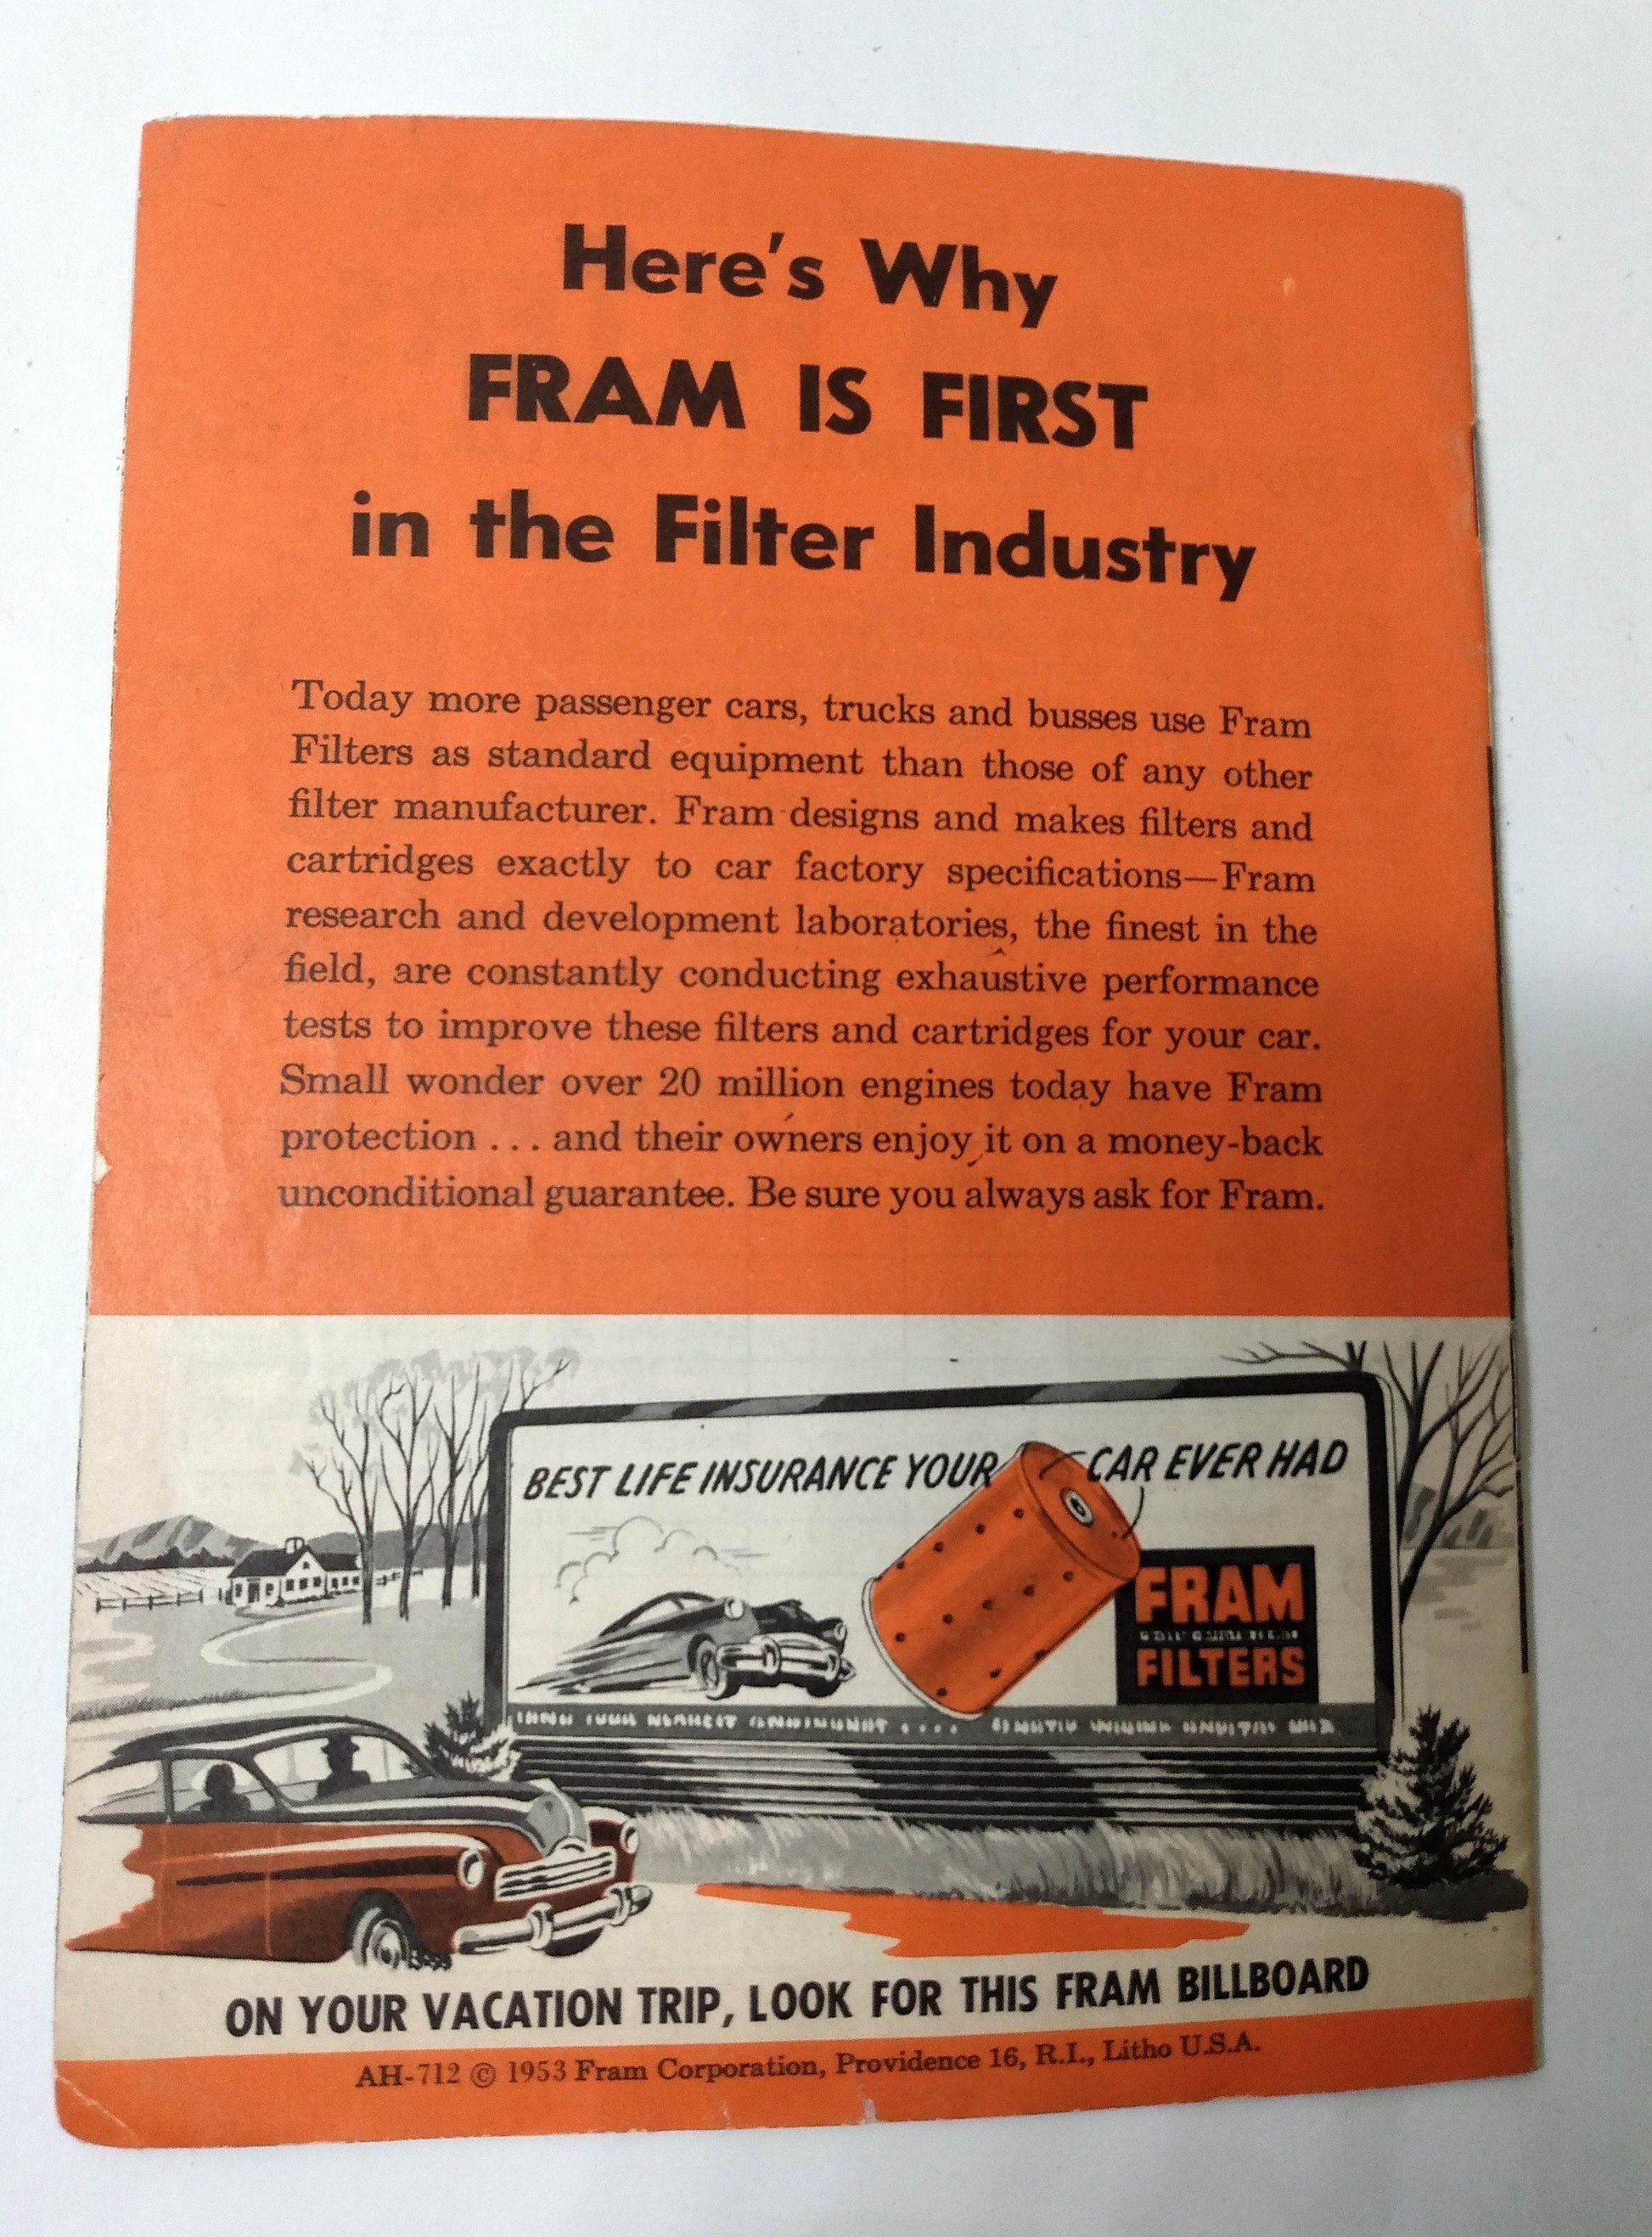 Here's Why
FRAM IS FIRST
in the Filter Industry
Today more passenger cars, trucks and busses use Fram
Filters as standard equipment than those of any other
filter manufacturer. Fram designs and makes filters and
cartridges exactly to car factory specifications—Fram
research and development laboratories, the finest in the
field, are constantly conducting exhaustive performance
tests to improve these filters and cartridges for your car.
Small wonder over 20 million engines today have Fram
protection . . . and their owners enjoy it on a money-back
unconditional guarantee. Be sure you always ask for Fram.
BEST LIFE INSURANCE YOUR CAR EVER HAD
FRAM
FILTERS
ON YOUR VACATION TRIP, LOOK FOR THIS FRAM BILLBOARD
AH-712 © 1953 Fram Corporation, Providence 16, R.I., Litho U.S.A.